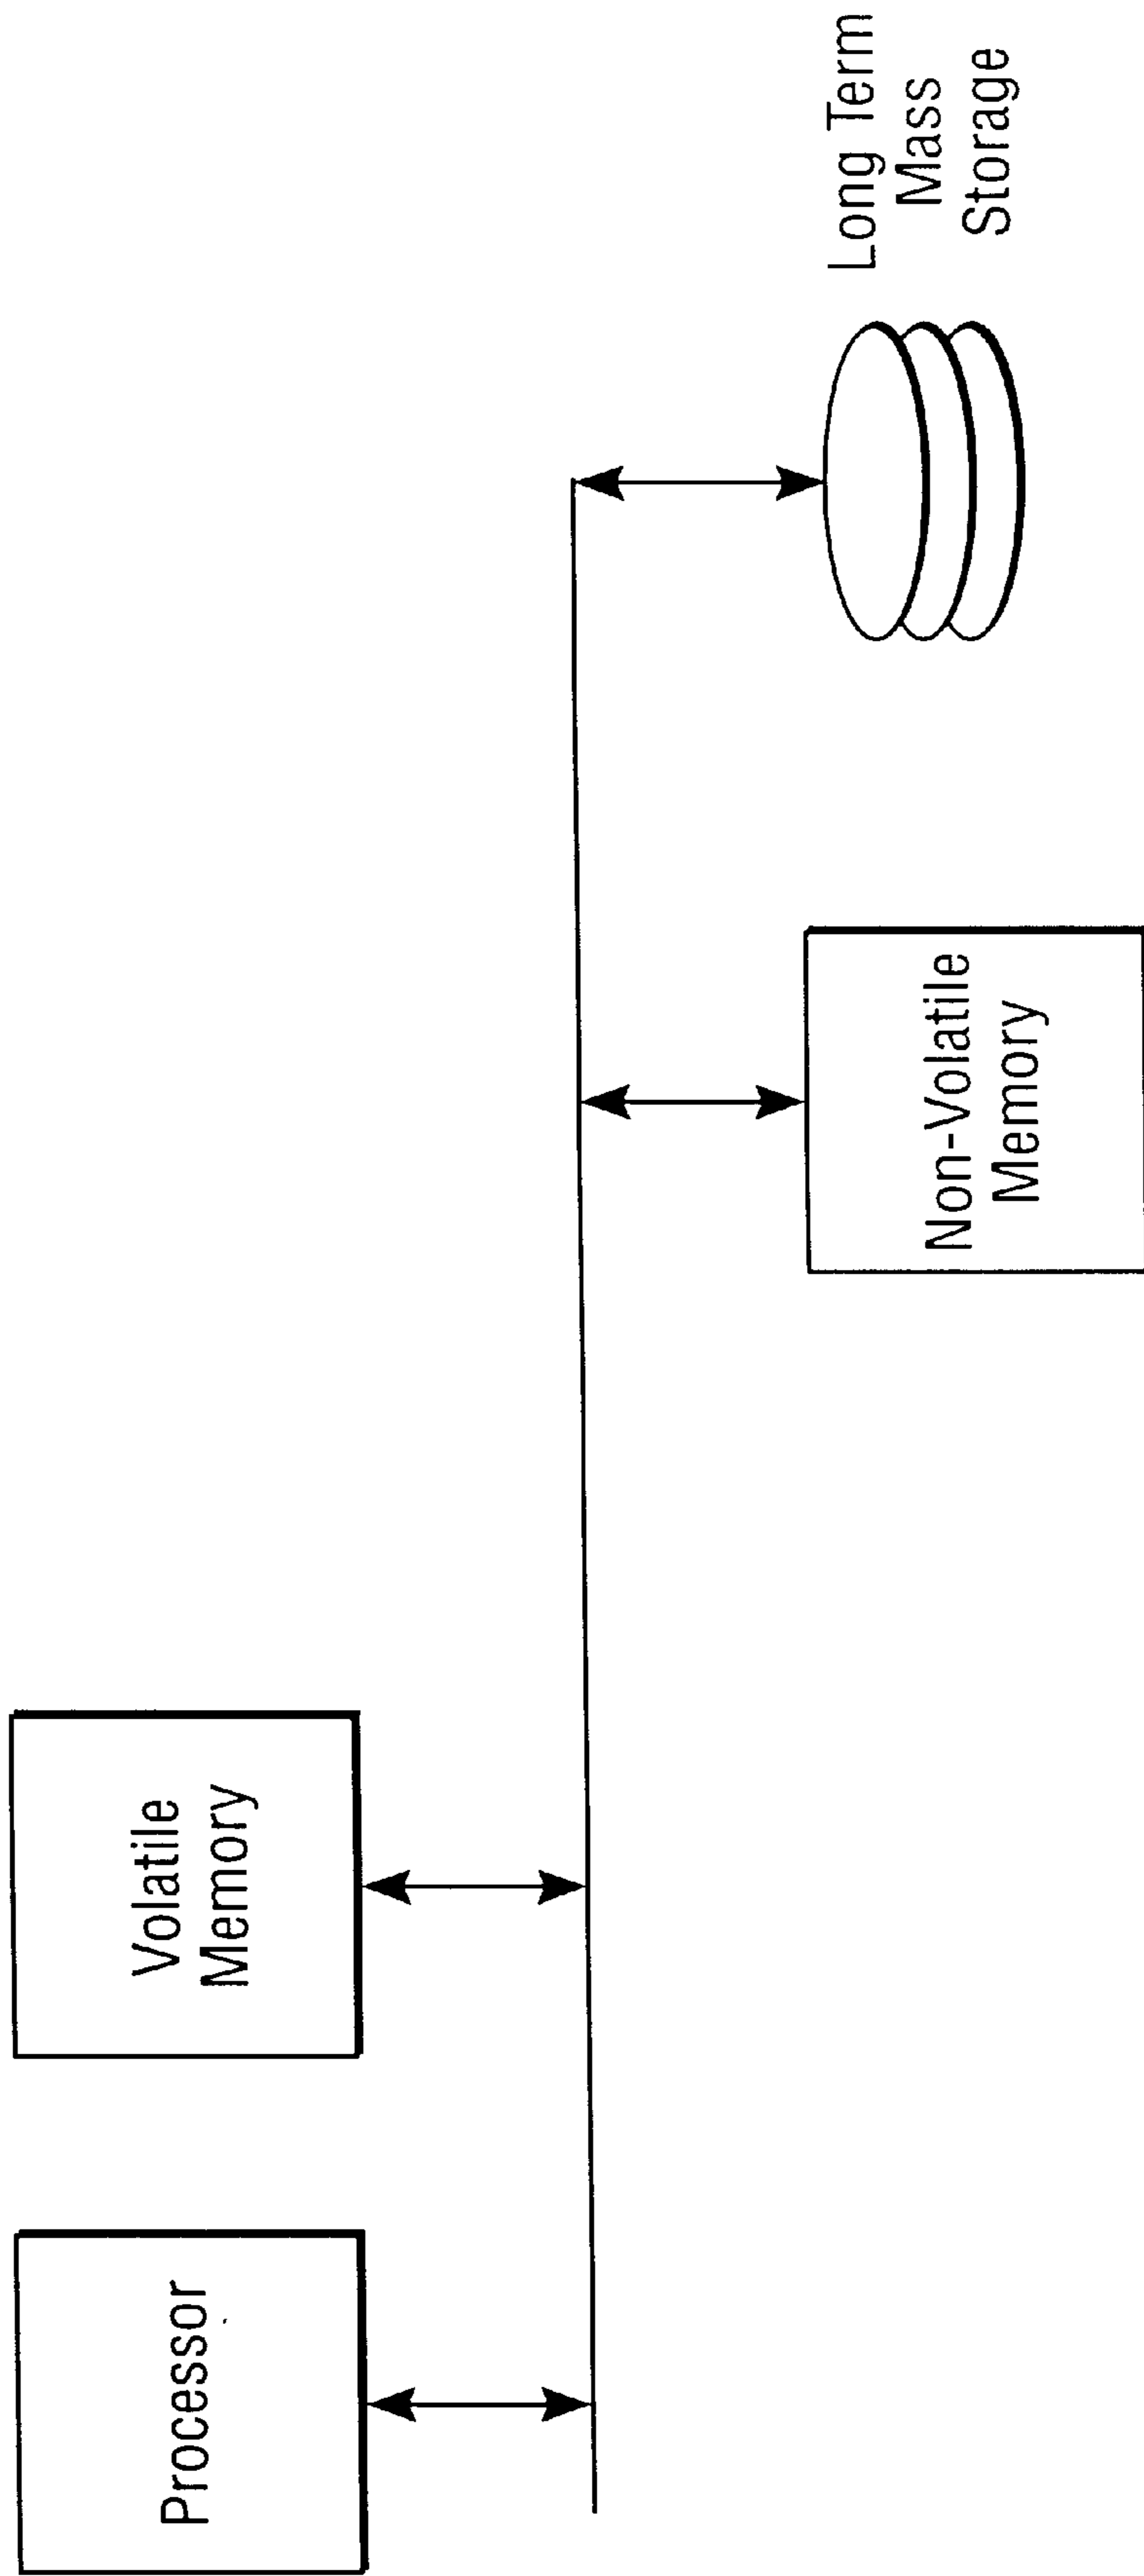 Processor
Volatile
Memory
Non-Volatile
Memory
Long Term
Mass
Storage